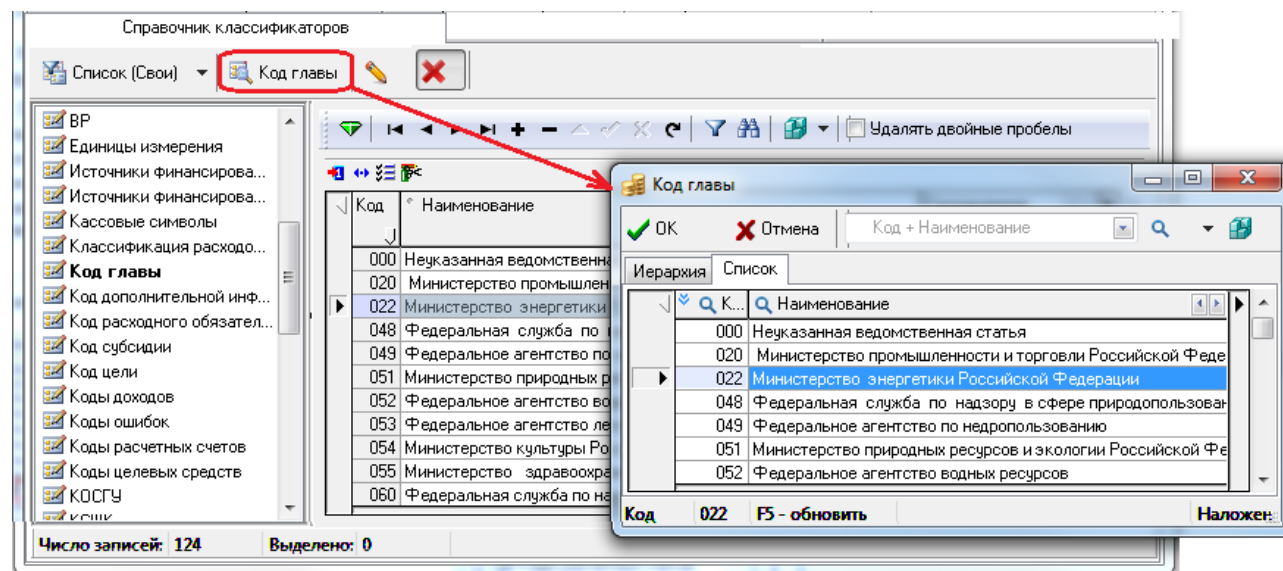 Справочник классификаторов
Список (Свои) Код главы
ВР
Единицы измерения
Источники финансирова...
Источники финансирова...
Кассовые символы
Классификация расходо...
Код главы
Код дополнительной инф...
Код расходного обязател...
Код субсидии
Код цели
Коды доходов
Коды ошибок
Коды расчетных счетов
Коды целевых средств
КОСГУ
Удалять двойные пробелы
Код Наименование
000 Неуказанная ведомственн
020 Министерство промышлен
022 Министерство энергетики
048 Федеральная служба по
049 Федеральное агентство по
051 Министерство природных р
052 Федеральное агентство во
053 Федеральное агентство ле
054 Министерство культуры Ро
055 Министерство здравоохра
060 Федеральная служба по на
Код главы
ОК Отмена Код + Наименование
Иерархия Список
К... Наименование
000 Неуказанная ведомственная статья
020 Министерство промышленности и торговли Российской Феде
022 Министерство энергетики Российской Федерации
048 Федеральная служба по надзору в сфере природопользован
049 Федеральное агентство по недропользованию
051 Министерство природных ресурсов и экологии Российской Фе
052 Федеральное агентство водных ресурсов
Код 022 F5 - обновить Наложен
Число записей: 124 Выделено: 0